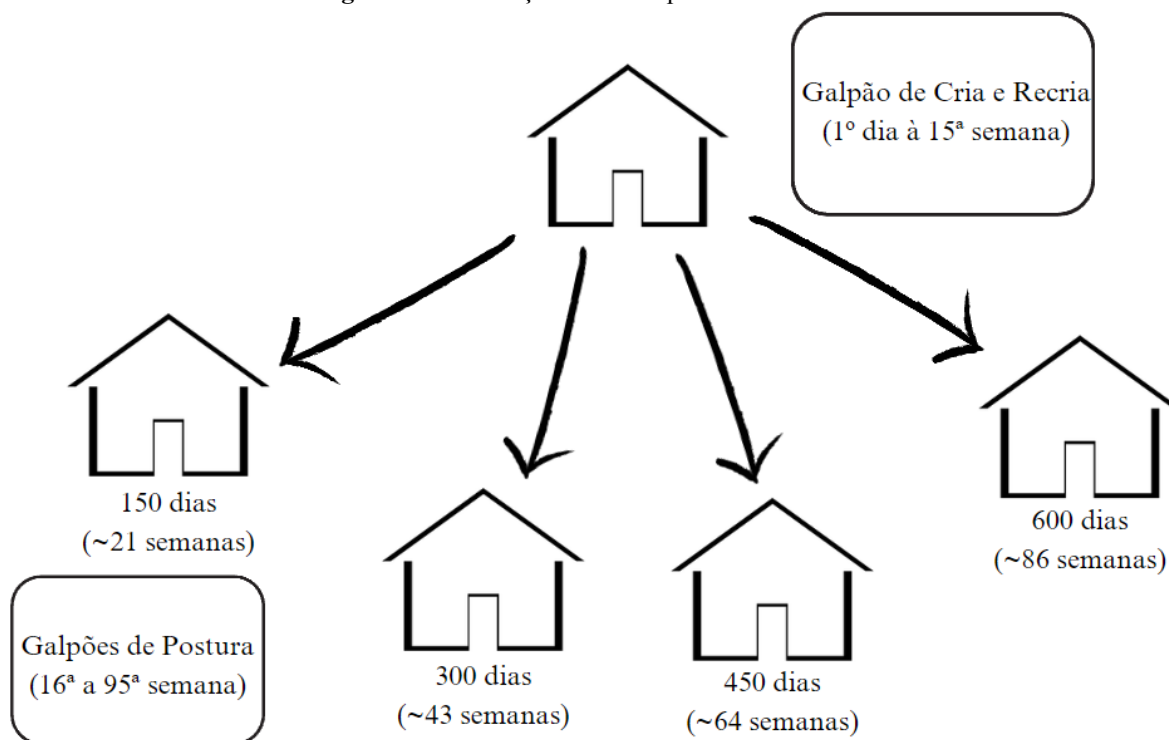 Galpão de Cria e Recria
(1º dia à 15ª semana)
150 dias
(~21 semanas)
600 dias
(~86 semanas)
Galpões de Postura
(16ª a 95ª semana)
300 dias
(~43 semanas)
450 dias
(~64 semanas)